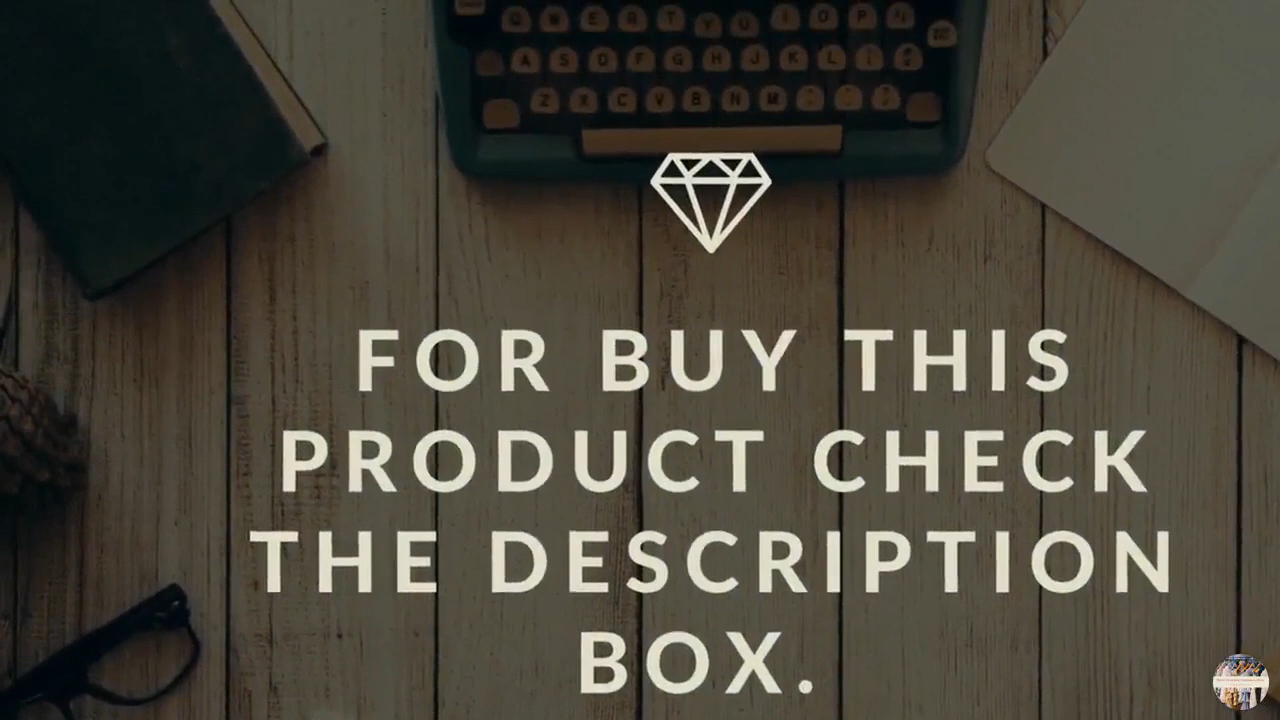 Q W E R T Y U I O P
A S D F G H J K L
Z X C V B N M
FOR BUY THIS
PRODUCT CHECK
THE DESCRIPTION
BOX.